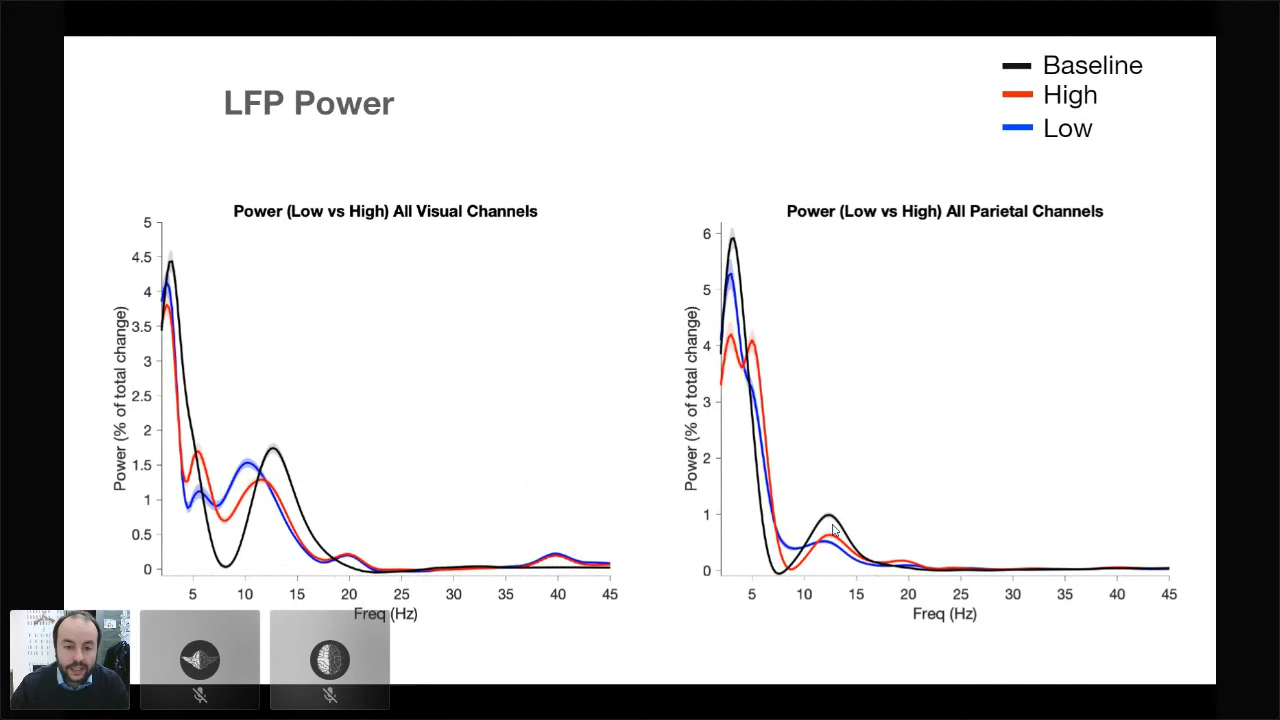 Baseline
High
Low
LFP Power
Power (Low vs High) All Visual Channels
5
4.5
4
3.5
3
2.5
2
1.5
1
0.5
0
Power (% of total change)
5 10 15 20 25 30 35 40 45
Freq (Hz)
Power (Low vs High) All Parietal Channels
6
5
4
3
2
1
0
Power (% of total change)
5 10 15 20 25 30 35 40 45
Freq (Hz)